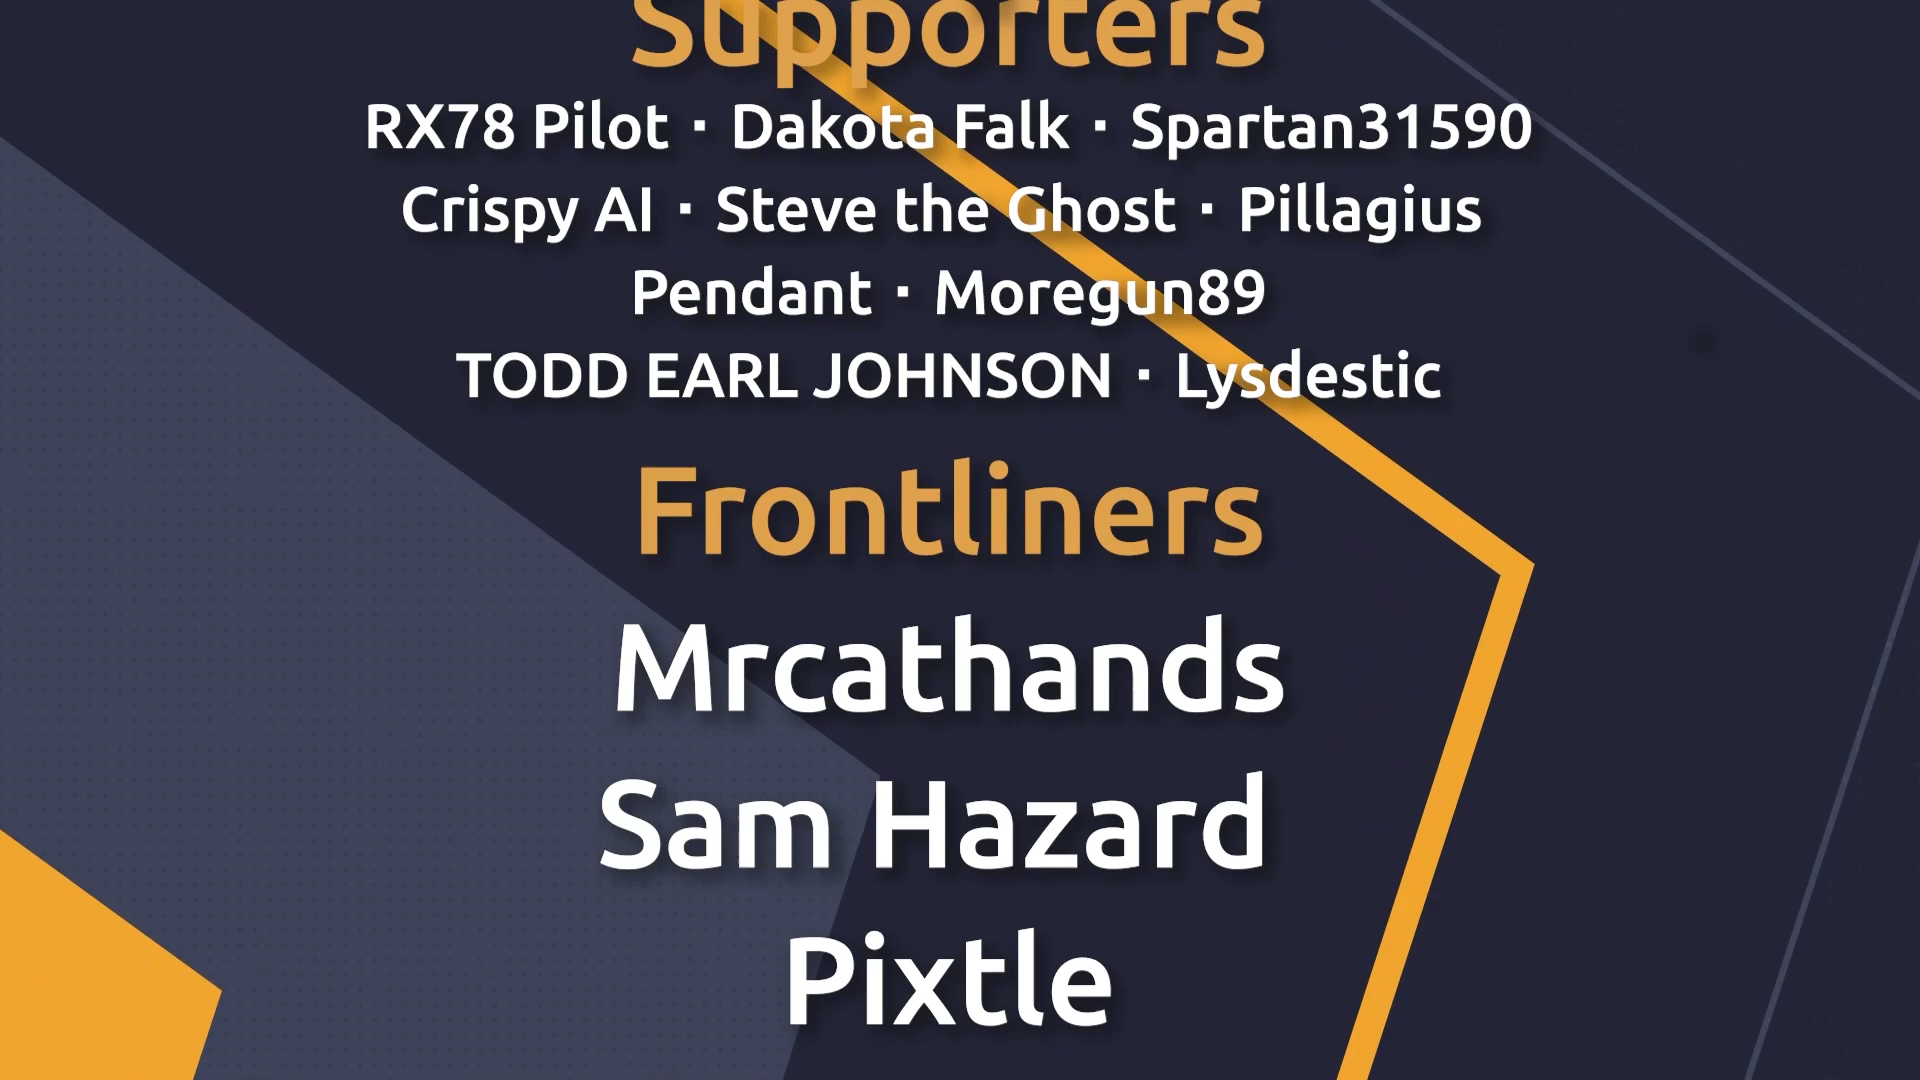 Supporters
RX78 Pilot · Dakota Falk · Spartan31590
Crispy AI · Steve the Ghost · Pillagius
Pendant · Moregun89
TODD EARL JOHNSON · Lysdestic
Frontliners
Mrcathands
Sam Hazard
Pixtle